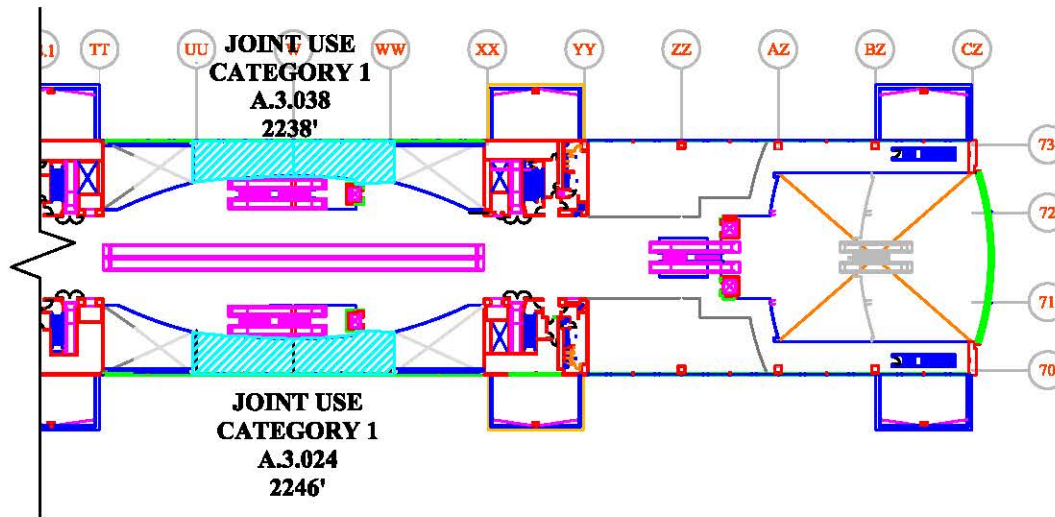 TT UU W WW XX YY ZZ AZ BZ CZ
JOINT USE
CATEGORY 1
A.3.038
2238'
73
72
71
70
JOINT USE
CATEGORY 1
A.3.024
2246'